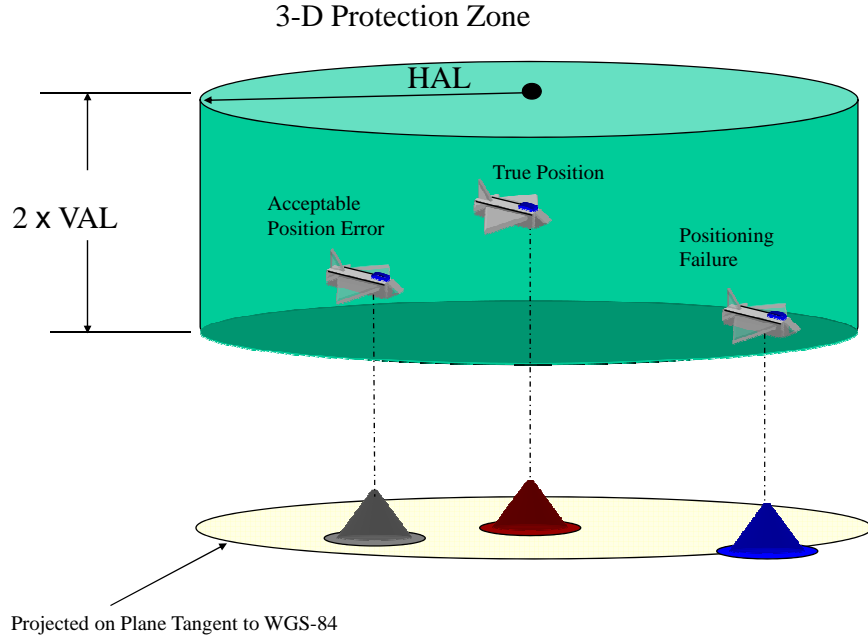 3-D Protection Zone
HAL
True Position
Acceptable
Position Error
2 x VAL
Positioning
Failure
Projected on Plane Tangent to WGS-84